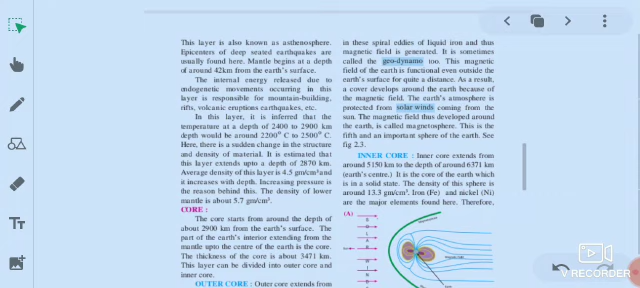 This layer is also known as asthenosphere.
Epicenters of deep seated earthquakes are
usually found here. Mantle begins at a depth
of around 42km from the earth's surface.
The internal energy released due to
endogenetic movements occurring in this
layer is responsible for mountain-building,
rifts, volcanic eruptions earthquakes, etc.
In this layer, it is inferred that the
temperature at a depth of 2400 to 2900 km
depth would be around 2200° C to 2500° C.
Here, there is a sudden change in the structure
and density of material. It is estimated that
this layer extends upto a depth of 2870 km.
Average density of this layer is 4.5 gm/cm³ and
it increases with depth. Increasing pressure is
the reason behind this. The density of lower
mantle is about 5.7 gm/cm³.
CORE :
The core starts from around the depth of
about 2900 km from the earth's surface. The
part of the earth's interior extending from the
mantle upto the centre of the earth is the core.
The thickness of the core is about 3471 km.
This layer can be divided into outer core and
inner core.
OUTER CORE : Outer core extends from
in these spiral eddies of liquid iron and thus
magnetic field is generated. It is sometimes
called the geo-dynamo too. This magnetic
field of the earth is functional even outside the
earth's surface for quite a distance. As a result,
a cover develops around the earth because of
the magnetic field. The earth's atmosphere is
protected from solar winds coming from the
sun. The magnetic field thus developed around
the earth, is called magnetosphere. This is the
fifth and an important sphere of the earth. See
fig 2.3.
INNER CORE : Inner core extends from
around 5150 km to the depth of around 6371 km
(earth's centre.) It is the core of the earth which
is in a solid state. The density of this sphere is
around 13.3 gm/cm³. Iron (Fe) and nickel (Ni)
are the major elements found here. Therefore,
(A)
S
O
L
A
R
W
I
N
Tt
V RECORDER